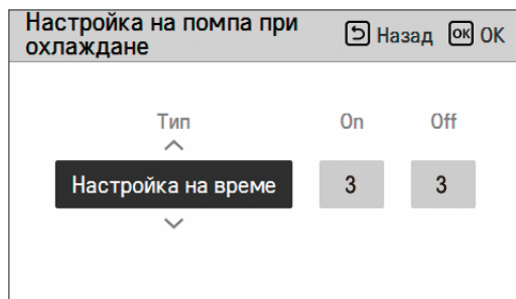 Настройка на помпа при
охлаждане
Назад OK OK
Тип On Off
Настройка на време 3 3